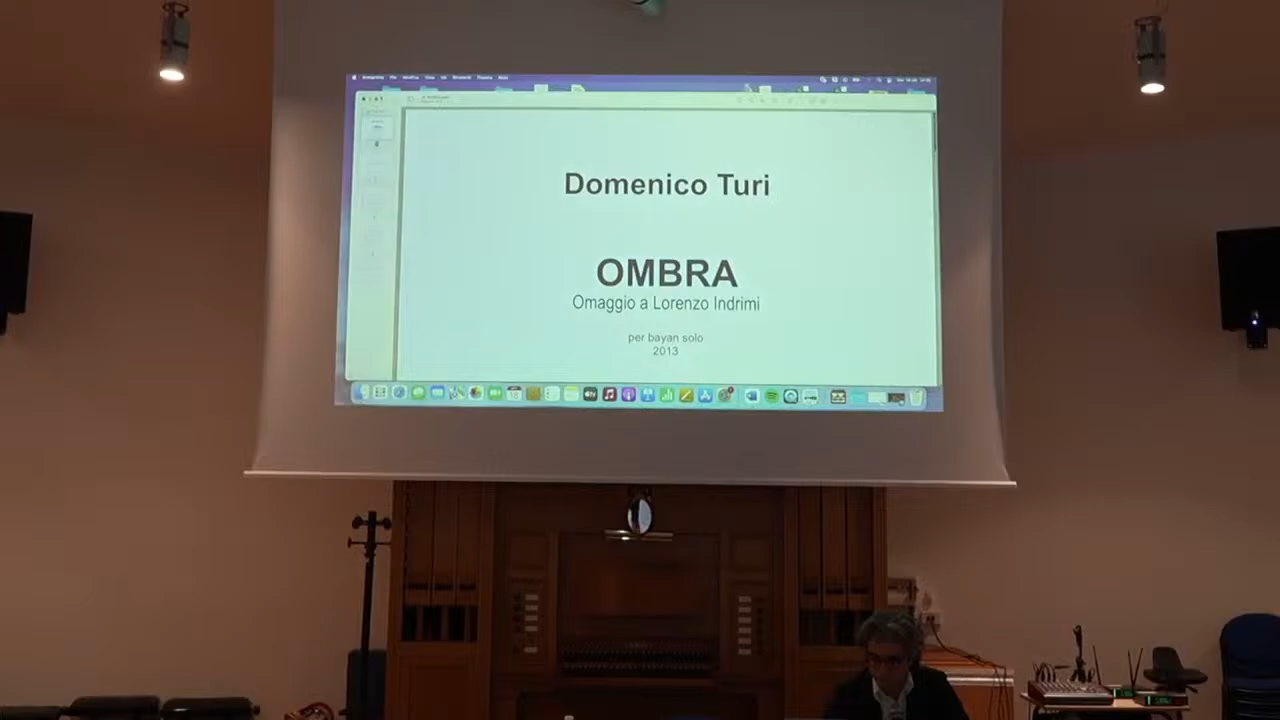 Domenico Turi
OMBRA
Omaggio a Lorenzo Indrimi
per bayan solo
2013